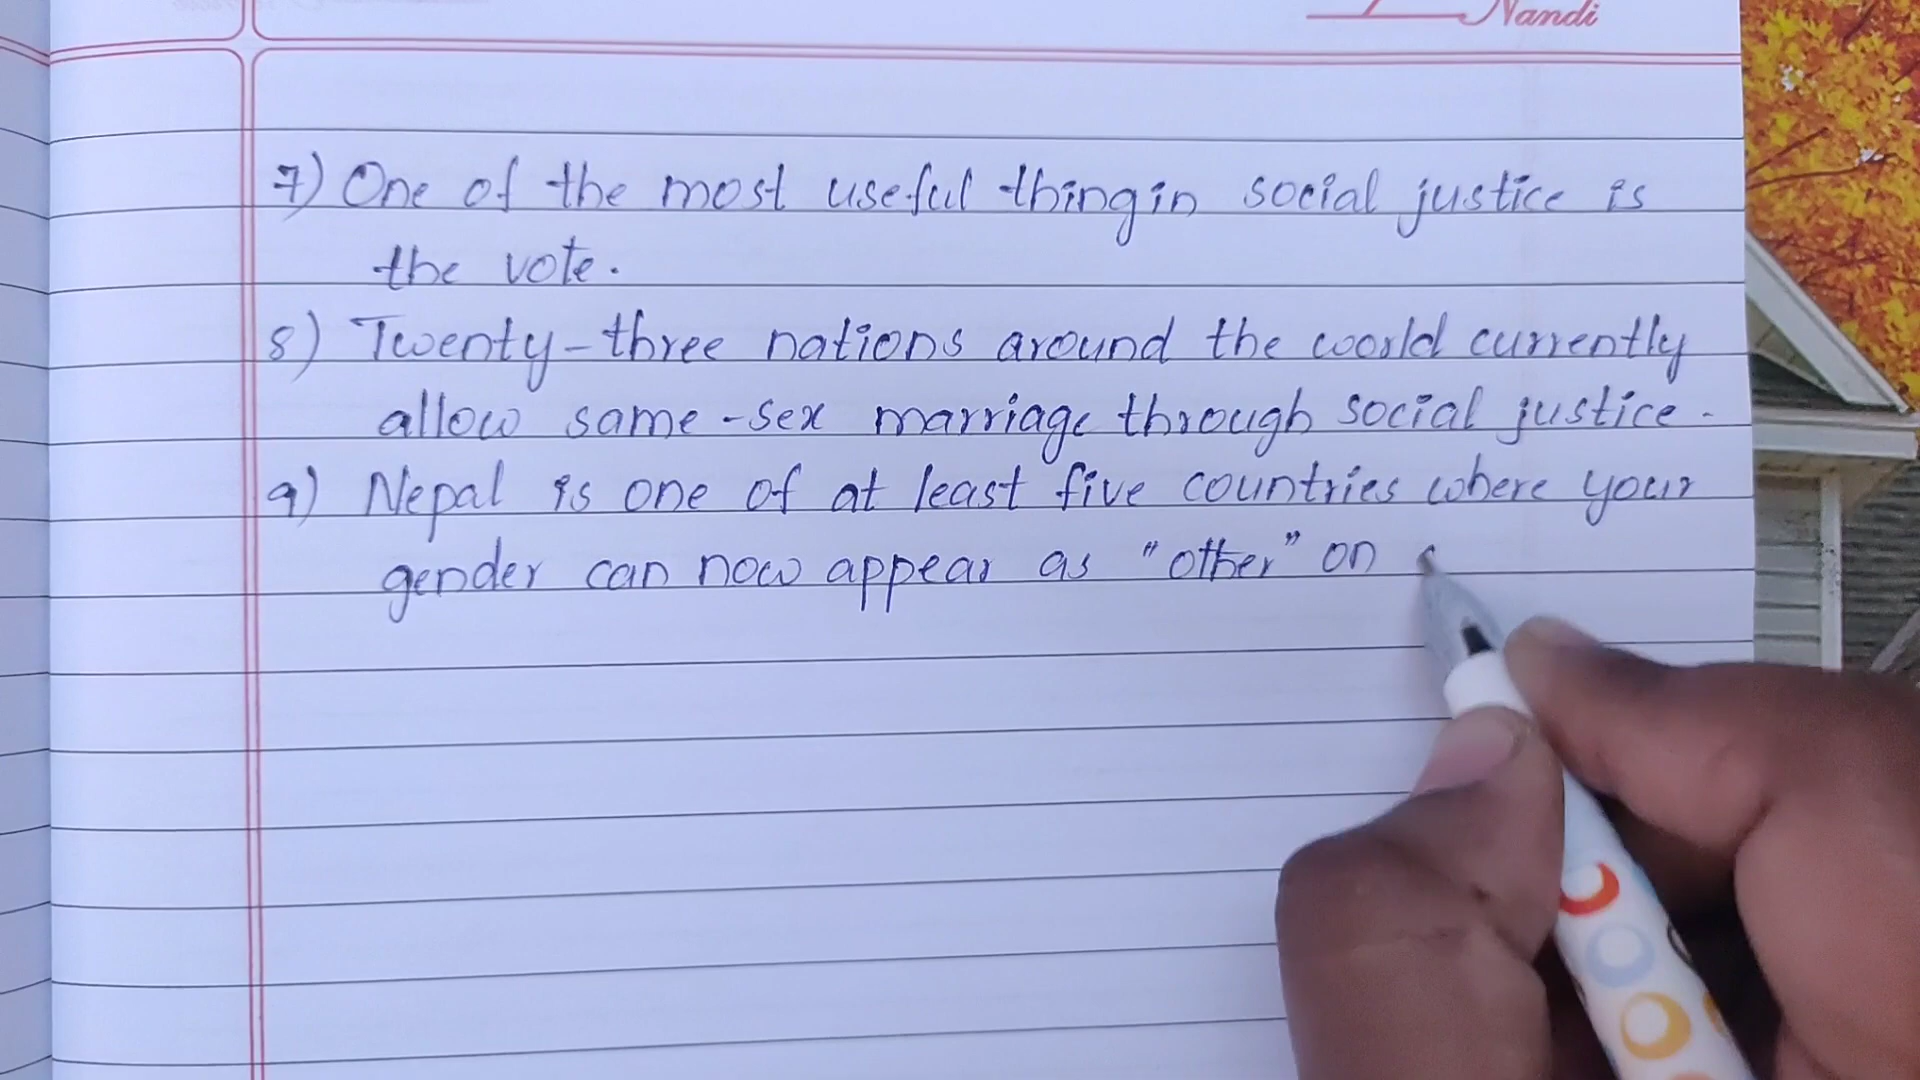 Nandi
7) One of the most useful thing in social justice is
the vote.
8) Twenty-three nations around the world currently
allow same-sex marriage through social justice.
9) Nepal is one of at least five countries where your
gender can now appear as "other" on